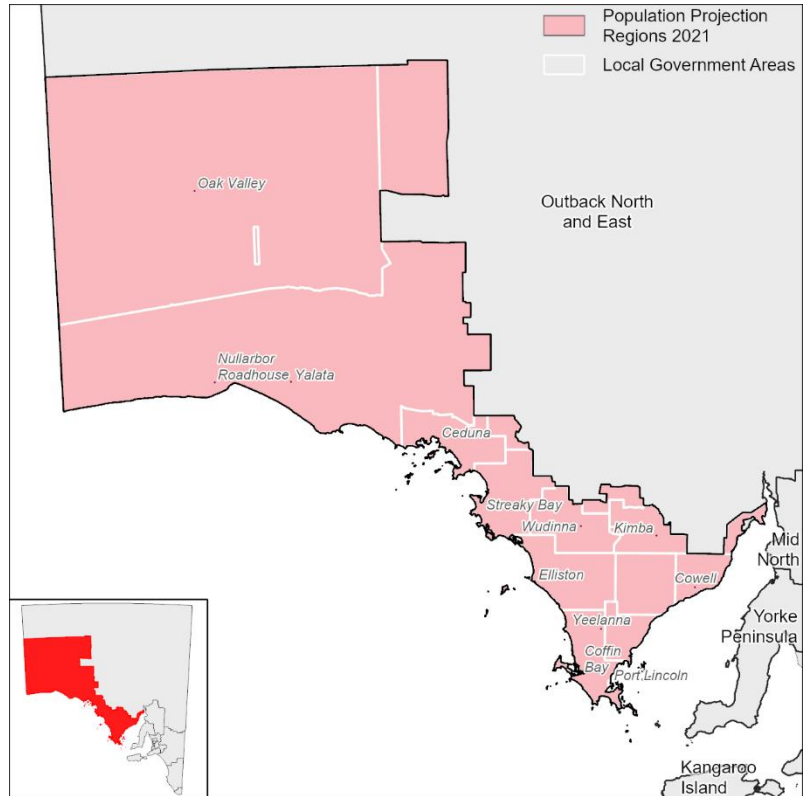 Population Projection
Regions 2021
Local Government Areas
Oak Valley
Outback North
and East
Nullarbor
Roadhouse Yalata
Ceduna
Streaky Bay
Wudinna
Kimba
Mid
North
Elliston
Cowell
Yeelanna
Yorke
Peninsula
Coffin
Bay
Port Lincoln
Kangaroo
Island